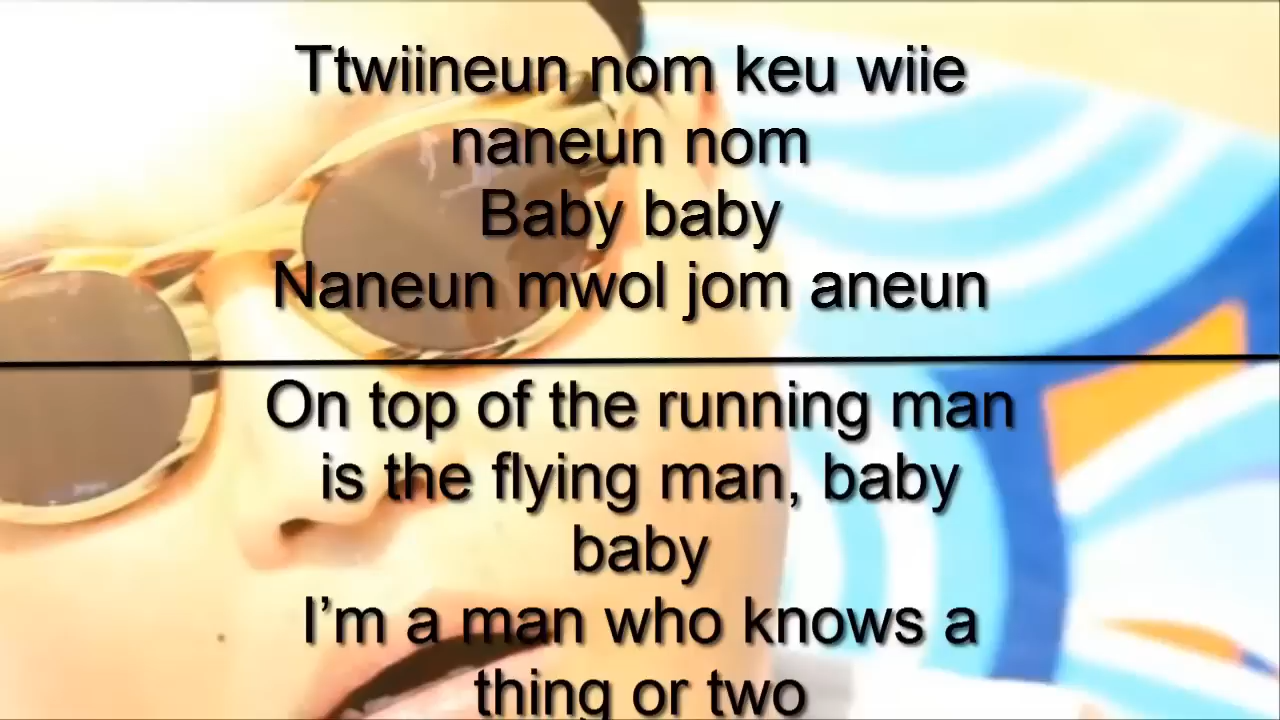 Ttwiineun nom keu wiie
naneun nom
Baby baby
Naneun mwol jom aneun
On top of the running man
is the flying man, baby
baby
I’m a man who knows a
thing or two